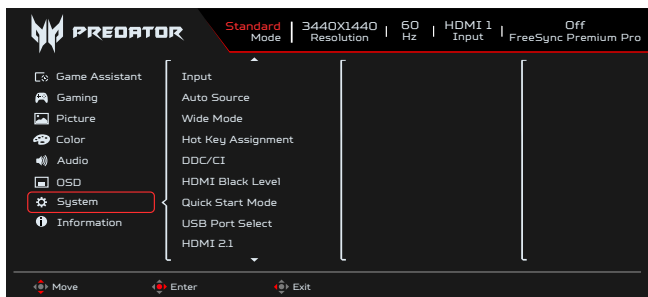 PREDATOR
Standard Mode | 3440X1440 Resolution | 60 Hz | HDMI 1 Input | Off FreeSync Premium Pro
Game Assistant
Gaming
Picture
Color
Audio
OSD
System
Information
Input
Auto Source
Wide Mode
Hot Key Assignment
DDC/CI
HDMI Black Level
Quick Start Mode
USB Port Select
HDMI 2.1
Move Enter Exit